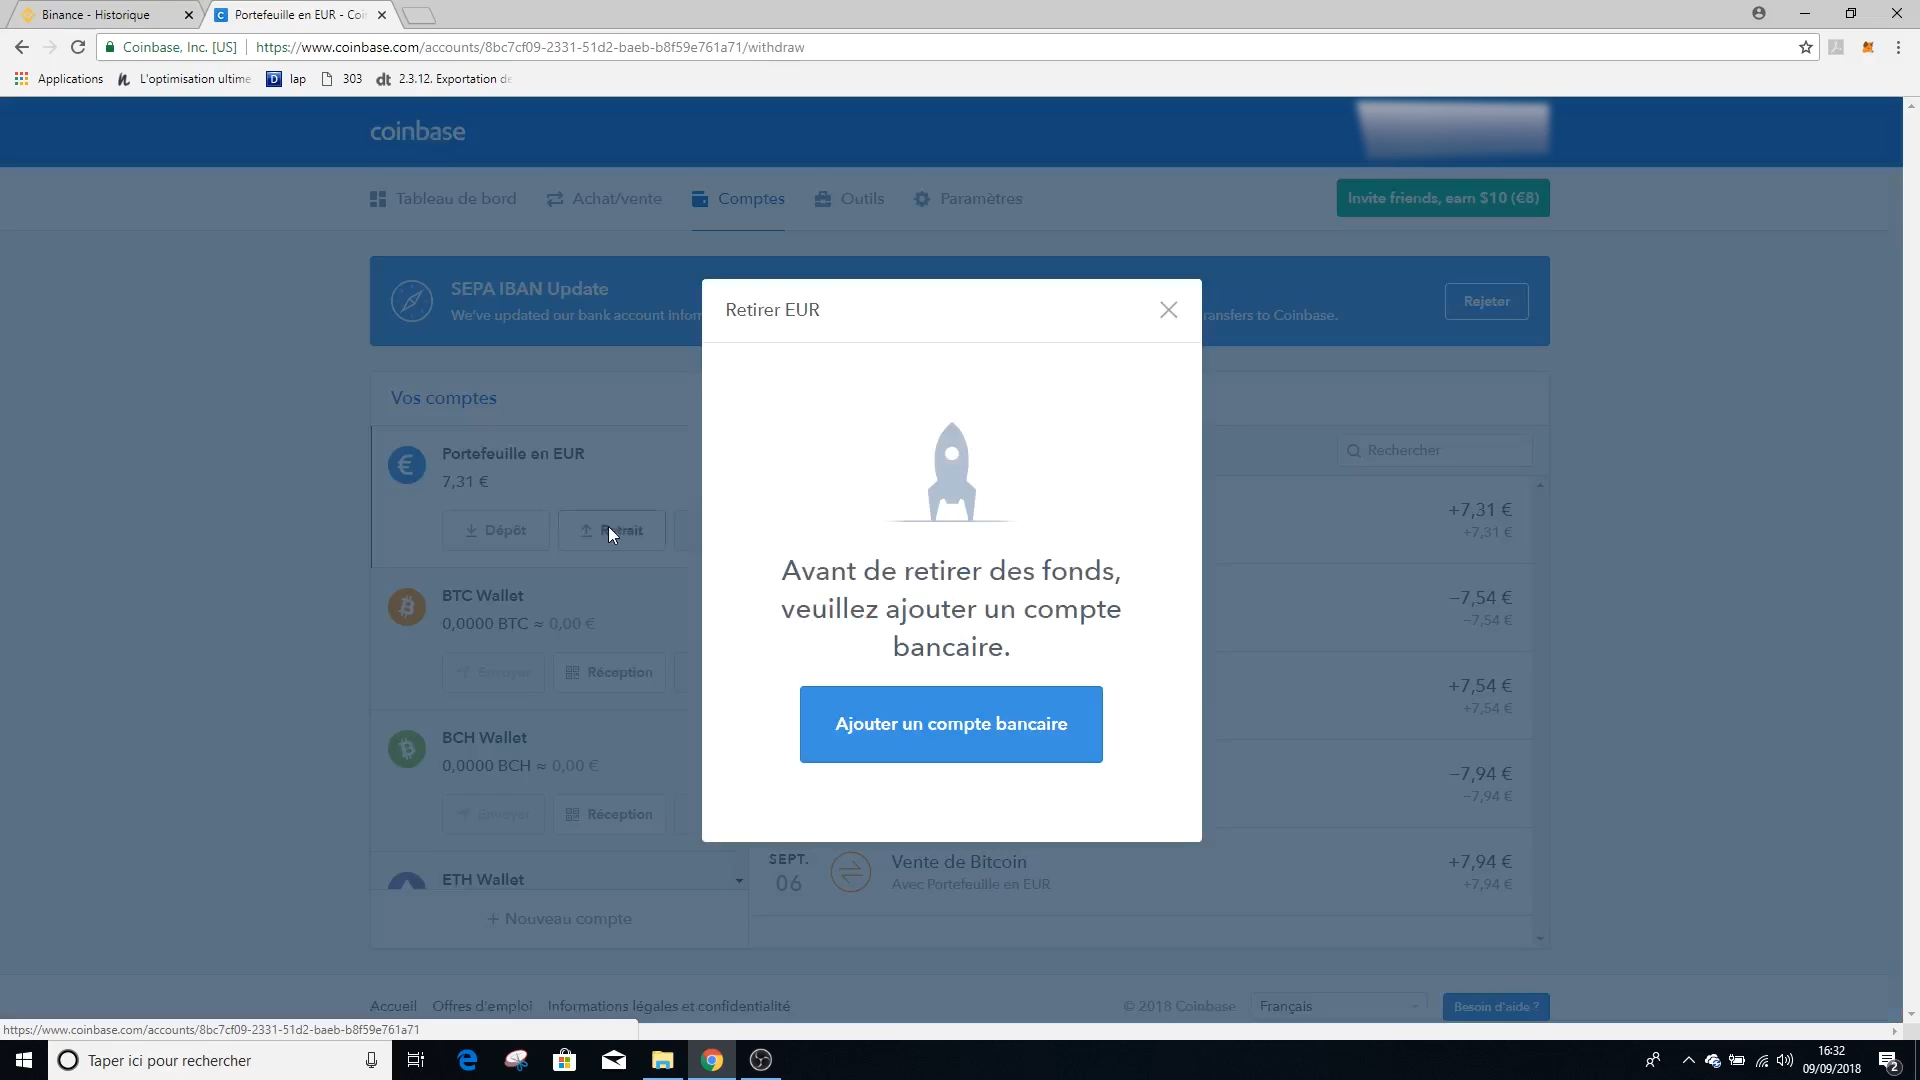 Binance - Historique
Portefeuille en EUR - Coin
Coinbase, Inc. [US]
https://www.coinbase.com/accounts/8bc7cf09-2331-51d2-baeb-b8f59e761a71/withdraw
Applications
L'optimisation ultime
lap
303
2.3.12. Exportation de
coinbase
Tableau de bord
Achat/vente
Comptes
Outils
Paramètres
Invite friends, earn $10 (€8)
SEPA IBAN Update
We've updated our bank account infor
ransfers to Coinbase.
Rejeter
Retirer EUR
Avant de retirer des fonds,
veuillez ajouter un compte
bancaire.
Ajouter un compte bancaire
Vos comptes
Portefeuille en EUR
7,31 €
Dépôt
Retrait
BTC Wallet
0,0000 BTC ≈ 0,00 €
Envoyer
Réception
BCH Wallet
0,0000 BCH ≈ 0,00 €
Envoyer
Réception
ETH Wallet
+ Nouveau compte
Rechercher
+7,31 €
+7,31 €
−7,54 €
−7,54 €
+7,54 €
+7,54 €
−7,94 €
−7,94 €
SEPT.
06
Vente de Bitcoin
Avec Portefeuille en EUR
+7,94 €
+7,94 €
Accueil
Offres d'emploi
Informations légales et confidentialité
© 2018 Coinbase
Français
Besoin d'aide ?
https://www.coinbase.com/accounts/8bc7cf09-2331-51d2-baeb-b8f59e761a71
Taper ici pour rechercher
16:32
09/09/2018
2